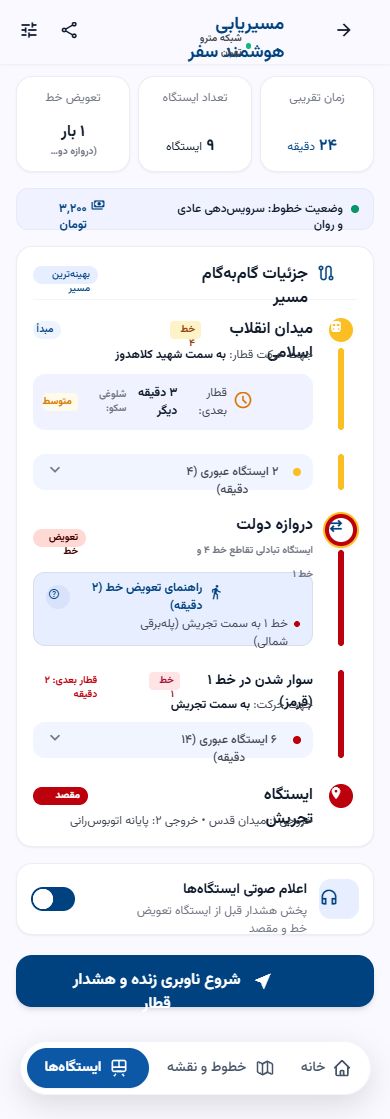 مسیریابی
هوشمند سفر
شبکه مترو
تهران
زمان تقریبی
۲۴ دقیقه
تعداد ایستگاه
۹ ایستگاه
تعویض خط
۱ بار
(دروازه دو...
وضعیت خطوط: سرویس‌دهی عادی
و روان
۳,۲۰۰
تومان
جزئیات گام‌به‌گام
مسیر
بهینه‌ترین
مسیر
میدان انقلاب
اسلامی
خط
۴
مبدأ
جهت حرکت قطار: به سمت شهید کلاهدوز
قطار
بعدی:
۳ دقیقه
دیگر
شلوغی
سکو:
متوسط
۲ ایستگاه عبوری (۴
دقیقه)
دروازه دولت
تعویض
خط
ایستگاه تبادلی تقاطع خط ۴ و
خط ۱
راهنمای تعویض خط (۲
دقیقه)
خط ۱ به سمت تجریش (پله‌برقی
شمالی)
سوار شدن در خط ۱
(قرمز)
خط
۱
قطار بعدی: ۲
دقیقه
جهت حرکت: به سمت تجریش
۶ ایستگاه عبوری (۱۴
دقیقه)
ایستگاه
تجریش
مقصد
میدان قدس • خروجی ۲: پایانه اتوبوس‌رانی
اعلام صوتی ایستگاه‌ها
پخش هشدار قبل از ایستگاه تعویض
خط و مقصد
شروع ناوبری زنده و هشدار
قطار
خانه
خطوط و نقشه
ایستگاه‌ها